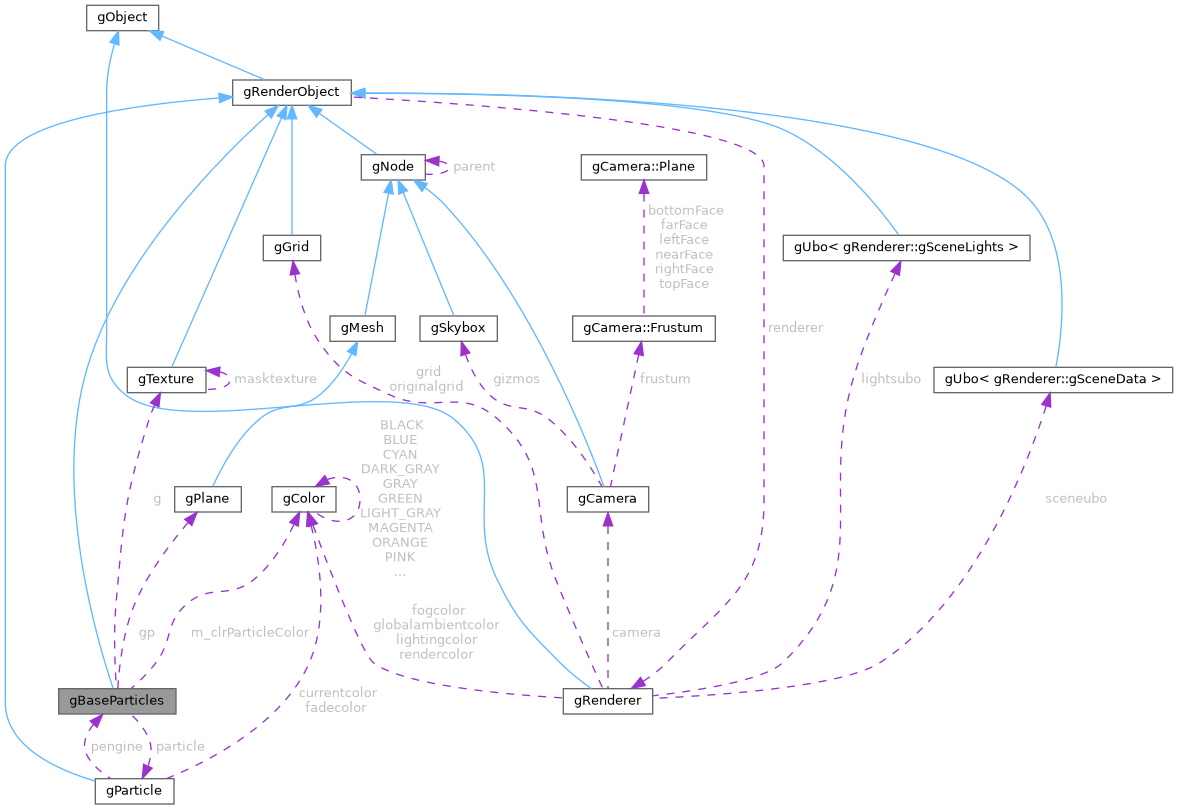 gObject
gRenderObject
gNode
parent
gCamera::Plane
bottomFace
farFace
leftFace
nearFace
rightFace
topFace
gGrid
gUbo< gRenderer::gSceneLights >
gMesh
gSkybox
gCamera::Frustum
renderer
gTexture
masktexture
grid
originalgrid
gizmos
frustum
lightsubo
gUbo< gRenderer::gSceneData >
BLACK
BLUE
CYAN
DARK_GRAY
GRAY
GREEN
LIGHT_GRAY
MAGENTA
ORANGE
PINK
...
g
gPlane
gColor
gCamera
sceneubo
gp
m_clrParticleColor
fogcolor
globalambientcolor
lightingcolor
rendercolor
camera
gBaseParticles
currentcolor
fadecolor
gRenderer
pengine
particle
gParticle